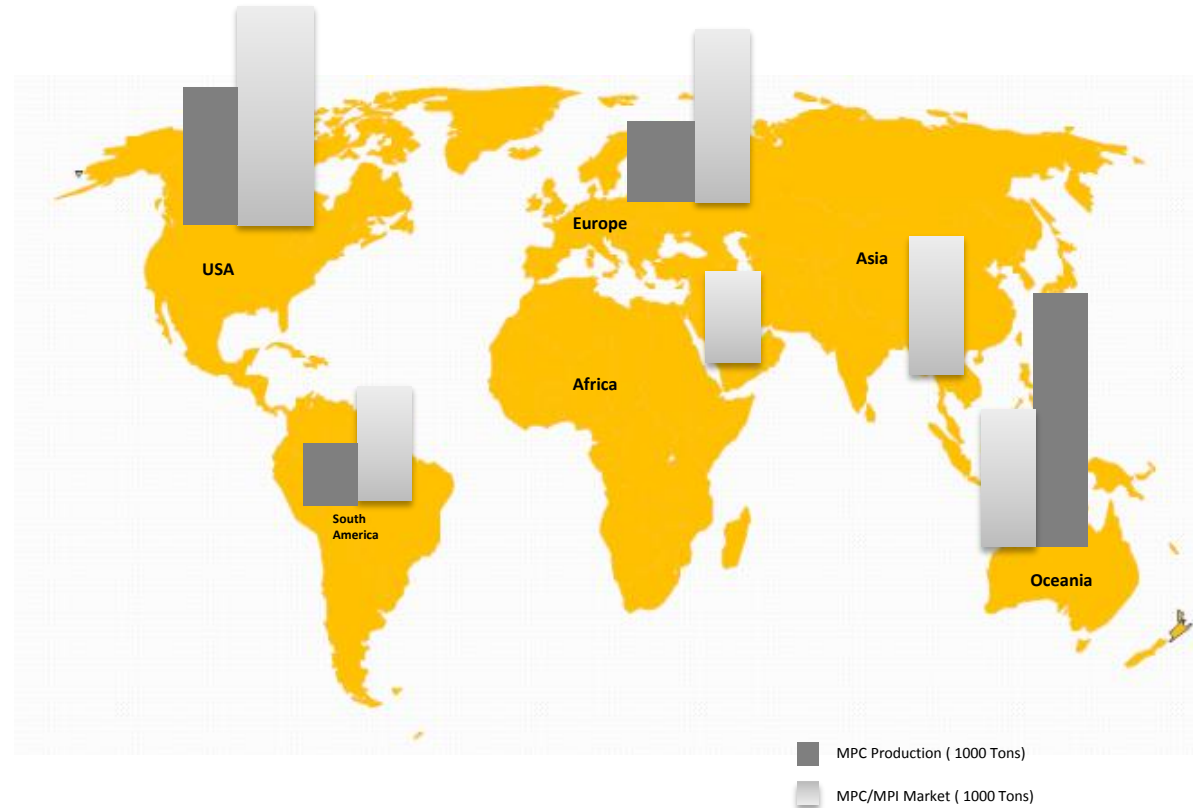 USA
Europe
Asia
Africa
South
America
Oceania
MPC Production ( 1000 Tons)
MPC/MPI Market ( 1000 Tons)